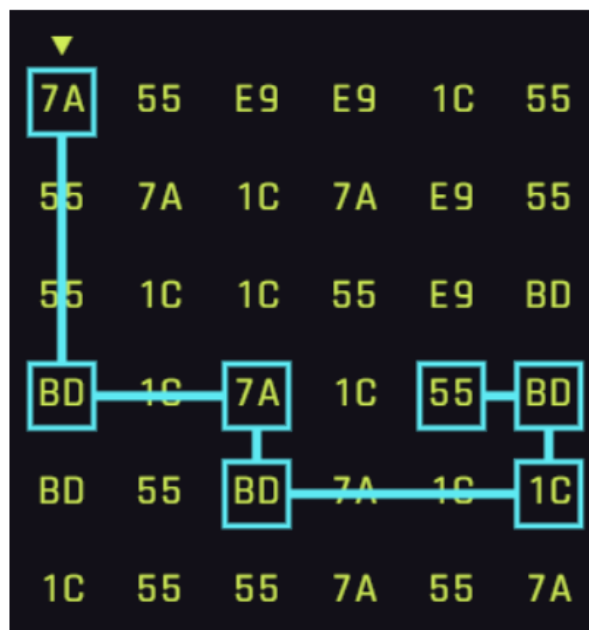 7A 55 E9 E9 1C 55
55 7A 1C 7A E9 55
55 1C 1C 55 E9 BD
BD 1C 7A 1C 55 BD
BD 55 BD 7A 1C 1C
1C 55 55 7A 55 7A